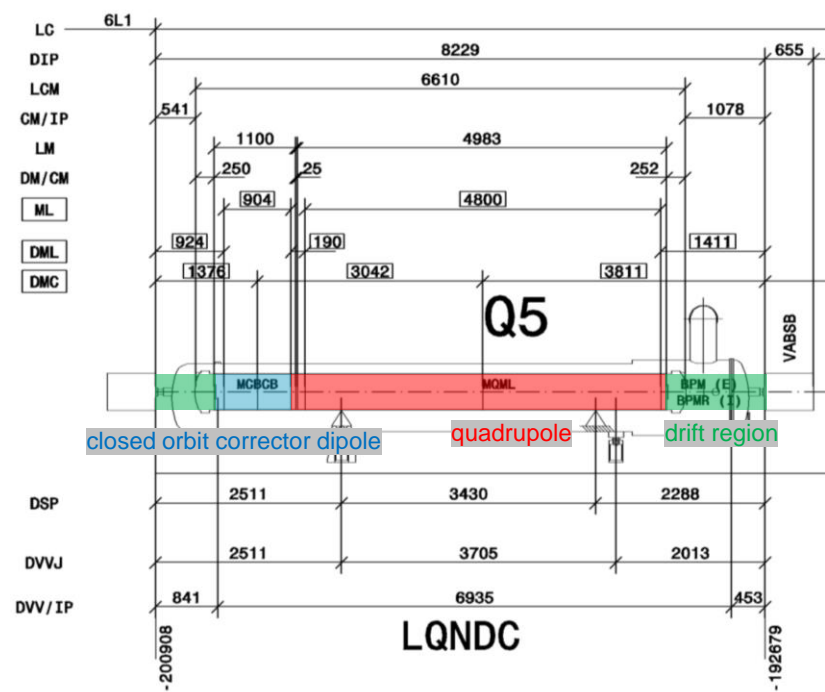 LC 6L1
DIP 8229 655
LCM 6610
CM/IP 541 1078
LM 1100 4983
DM/CM 250 25 252
ML 904 4800
DML 924 190 1411
DMC 1376 3042 3811
Q5
VABSB
MCBCB MQML BPM (E)
BPMR (I)
closed orbit corrector dipole quadrupole drift region
DSP 2511 3430 2288
DVVJ 2511 3705 2013
DVV/IP 841 6935 453
LQNDC
-200908 -192679